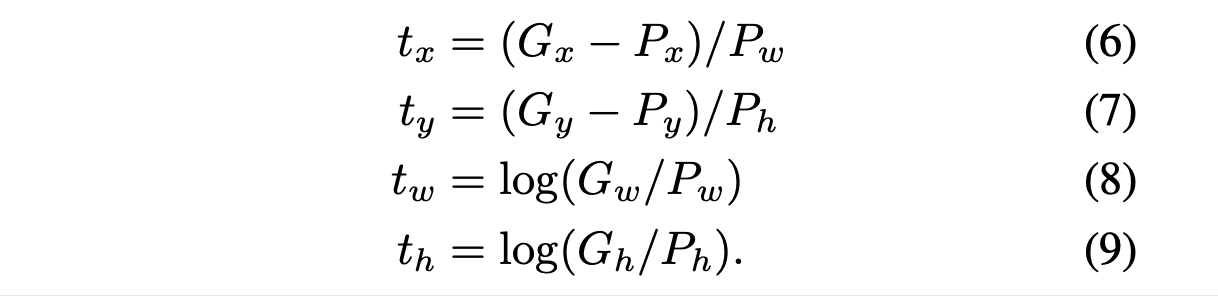 t_x = (G_x − P_x)/P_w (6)
t_y = (G_y − P_y)/P_h (7)
t_w = log(G_w/P_w) (8)
t_h = log(G_h/P_h). (9)